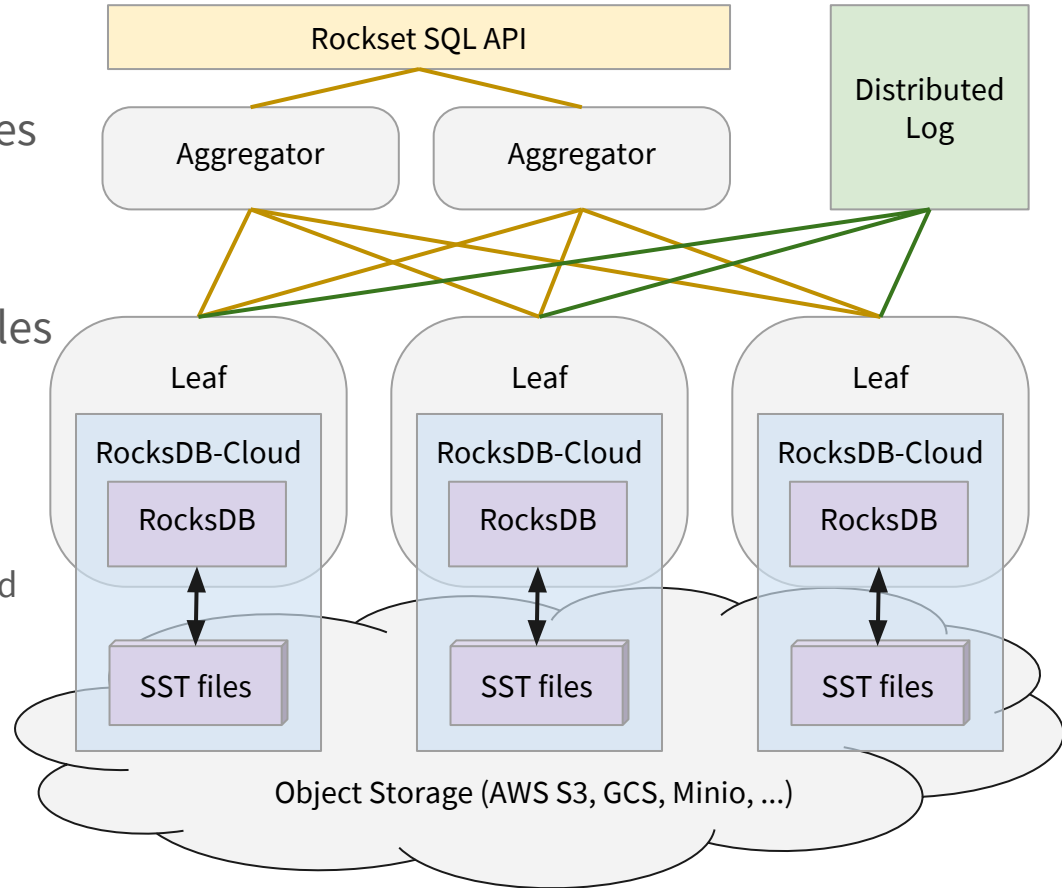 Rockset SQL API
Distributed
Log
Aggregator
Aggregator
Leaf
Leaf
Leaf
RocksDB-Cloud
RocksDB-Cloud
RocksDB-Cloud
RocksDB
RocksDB
RocksDB
SST files
SST files
SST files
Object Storage (AWS S3, GCS, Minio, ...)